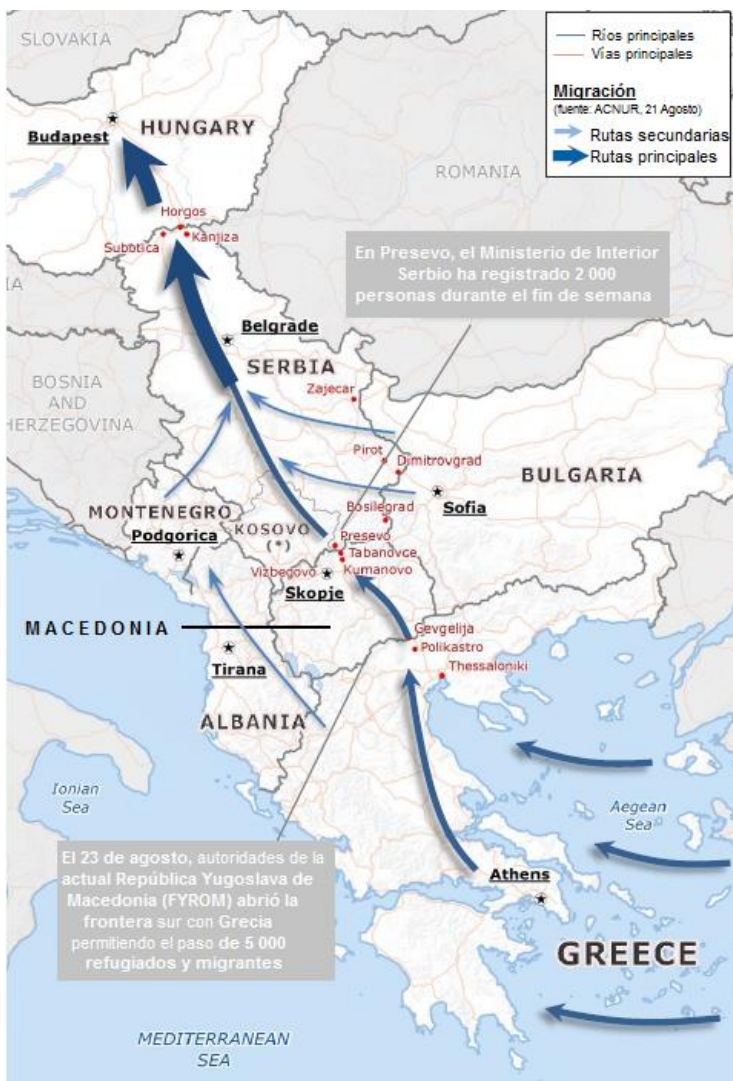 SLOVAKIA
Ríos principales
Vías principales
Migración
(fuente: ACNUR, 21 Agosto)
Rutas secundarias
Rutas principales
Budapest
HUNGARY
ROMANIA
Horgos
Subotica
Kanjiza
En Presevo, el Ministerio de Interior
Serbio ha registrado 2 000
personas durante el fin de semana
IA
Belgrade
SERBIA
BOSNIA
AND
HERZEGOVINA
Zajecar
Pirot
Dimitrovgrad
BULGARIA
Sofia
Bosilegrad
MONTENEGRO
Podgorica
KOSOVO
(*)
Presevo
Tabanovce
Kumanovo
Vizbegovo
Skopje
MACEDONIA
Gevgelija
Polikastro
Thessaloniki
Tirana
ALBANIA
Ionian
Sea
Aegean
Sea
El 23 de agosto, autoridades de la
actual República Yugoslava de
Macedonia (FYROM) abrió la
frontera sur con Grecia
permitiendo el paso de 5 000
refugiados y migrantes
Athens
GREECE
MEDITERRANEAN
SEA